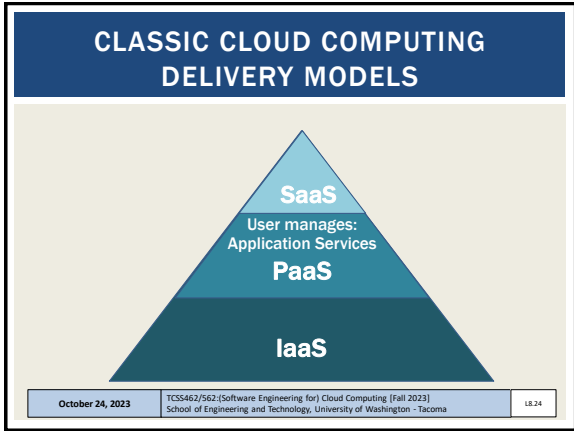 CLASSIC CLOUD COMPUTING
DELIVERY MODELS
SaaS
User manages:
Application Services
PaaS
IaaS
October 24, 2023
TCSS462/562:(Software Engineering for) Cloud Computing [Fall 2023]
School of Engineering and Technology, University of Washington - Tacoma
L8.24